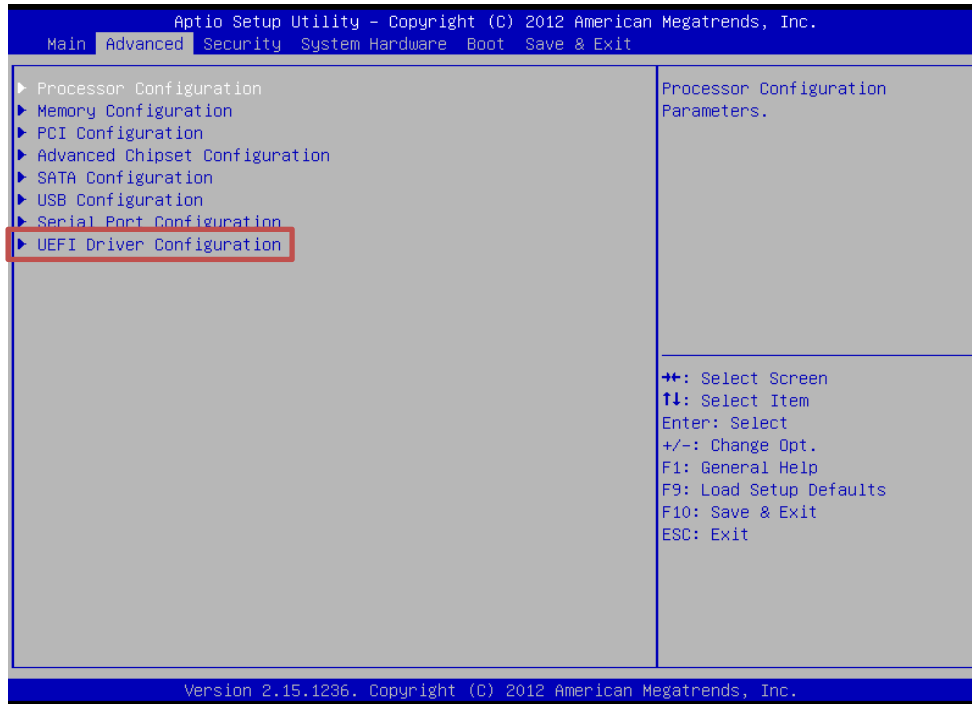 Aptio Setup Utility – Copyright (C) 2012 American Megatrends, Inc.
Main Advanced Security System Hardware Boot Save & Exit
Processor Configuration
Memory Configuration
PCI Configuration
Advanced Chipset Configuration
SATA Configuration
USB Configuration
Serial Port Configuration
UEFI Driver Configuration
Processor Configuration
Parameters.
→←: Select Screen
↑↓: Select Item
Enter: Select
+/-: Change Opt.
F1: General Help
F9: Load Setup Defaults
F10: Save & Exit
ESC: Exit
Version 2.15.1236. Copyright (C) 2012 American Megatrends, Inc.